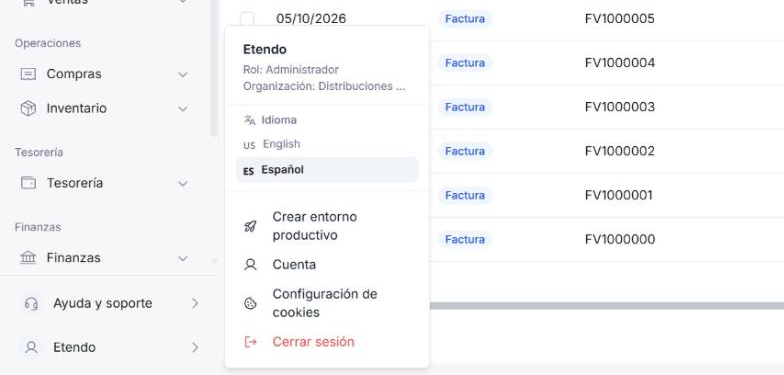 Ventas
Operaciones
Compras
Inventario
Tesorería
Tesorería
Finanzas
Finanzas
Ayuda y soporte
Etendo
Etendo
Rol: Administrador
Organización: Distribuciones ...
Idioma
US English
ES Español
Crear entorno
productivo
Cuenta
Configuración de
cookies
Cerrar sesión
05/10/2026 Factura FV1000005
Factura FV1000004
Factura FV1000003
Factura FV1000002
Factura FV1000001
Factura FV1000000